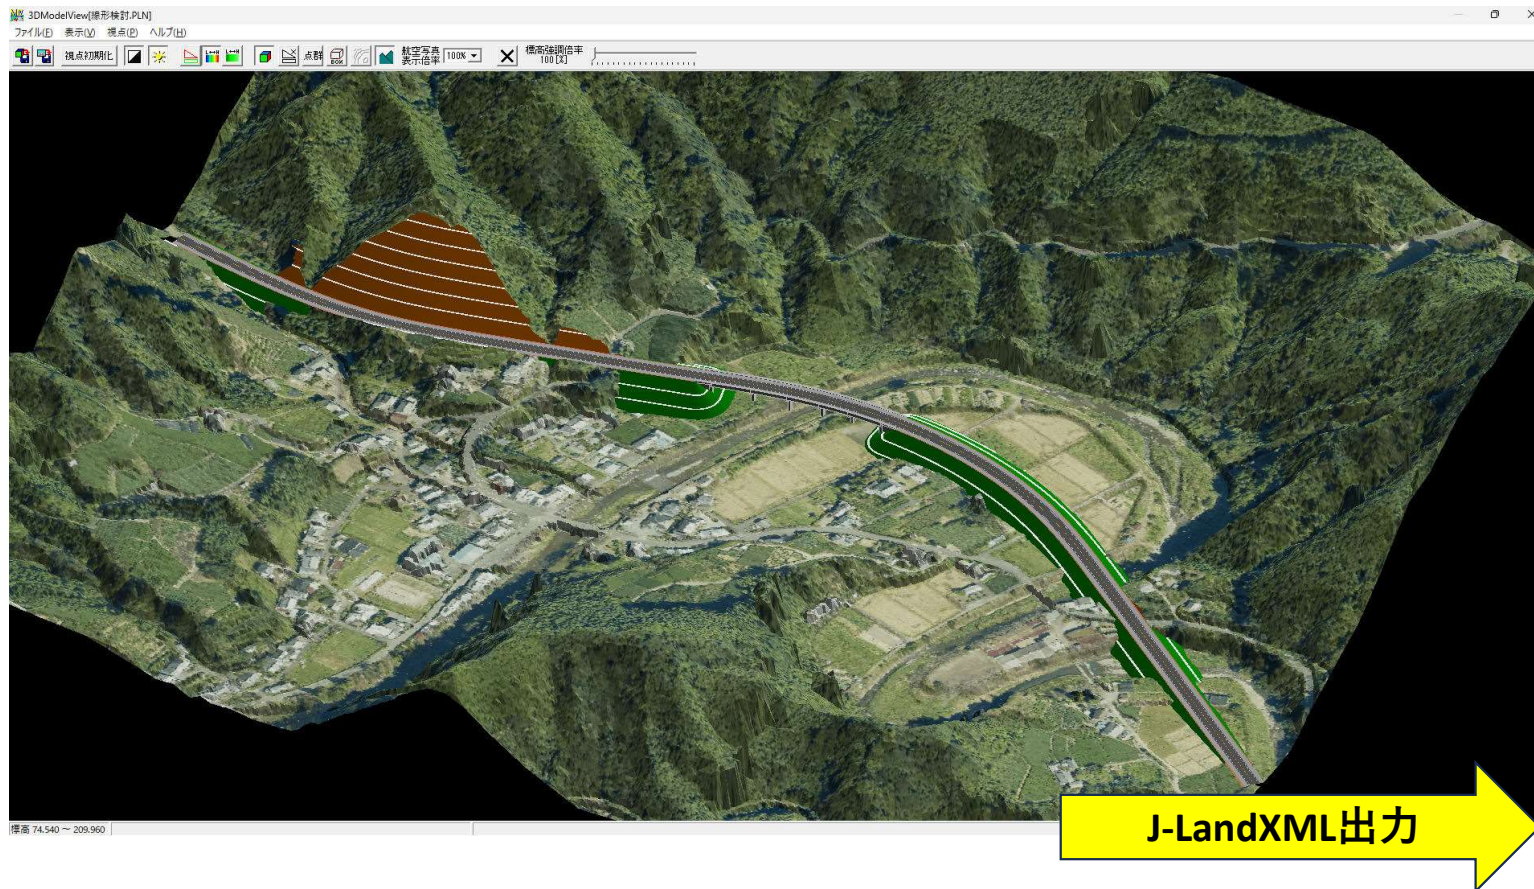 3DModelView[線形検討.PLN]
ファイル(F) 表示(V) 視点(P) ヘルプ(H)
視点初期化 点群 BOX 航空写真 表示倍率 100% 標高強調倍率 100 [%]
標高 74.540 ～ 209.960
J-LandXML出力